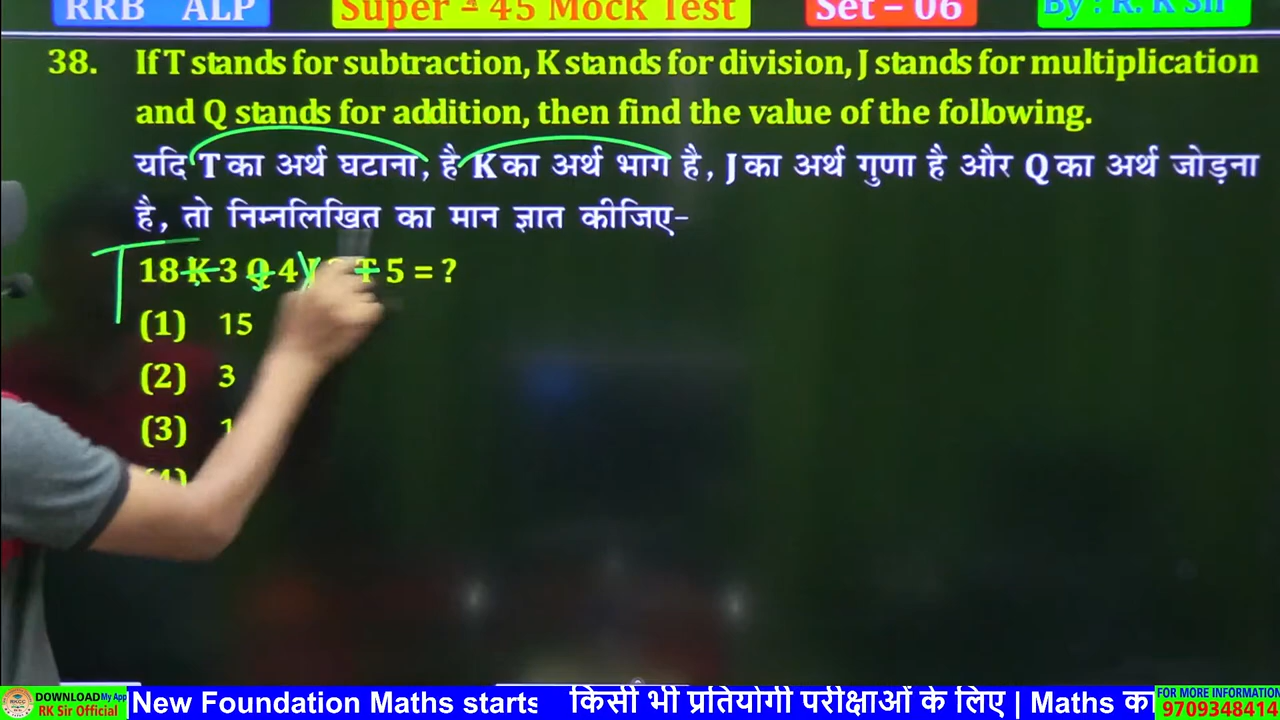 RRB ALP Super - 45 Mock Test Set – 06 By : R. K Sir
38. If T stands for subtraction, K stands for division, J stands for multiplication
and Q stands for addition, then find the value of the following.
यदि T का अर्थ घटाना, है K का अर्थ भाग है, J का अर्थ गुणा है और Q का अर्थ जोड़ना
है, तो निम्नलिखित का मान ज्ञात कीजिए-
18 K 3 Q 4 J T 5 = ?
(1) 15
(2) 3
(3)
(4)
DOWNLOAD My App
RK Sir Official
New Foundation Maths starts किसी भी प्रतियोगी परीक्षाओं के लिए | Maths क
FOR MORE INFORMATION
9709348414